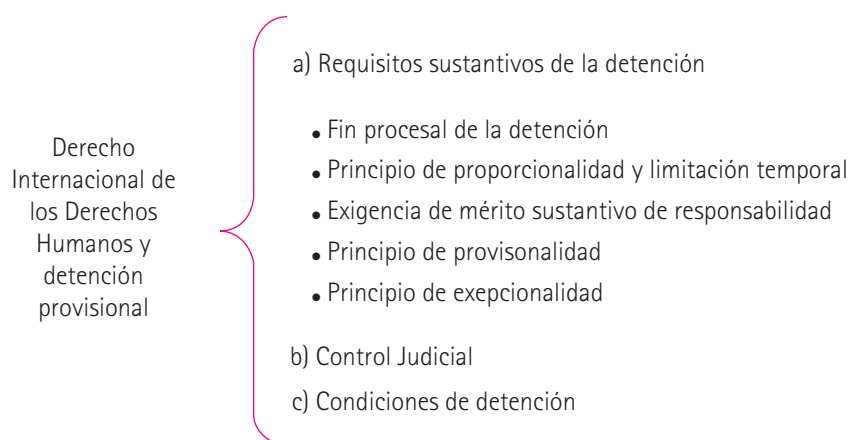 Derecho
Internacional de
los Derechos
Humanos y
detención
provisional
a) Requisitos sustantivos de la detención
• Fin procesal de la detención
• Principio de proporcionalidad y limitación temporal
• Exigencia de mérito sustantivo de responsabilidad
• Principio de provisonalidad
• Principio de exepcionalidad
b) Control Judicial
c) Condiciones de detención